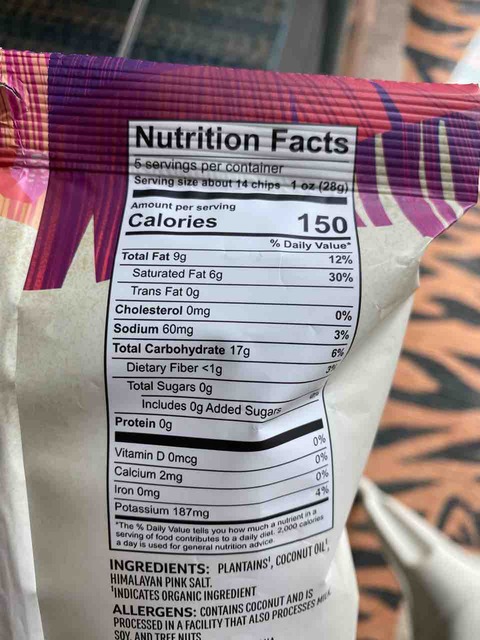 Nutrition Facts
5 servings per container
Serving size about 14 chips 1 oz (28g)
Amount per serving
Calories 150
% Daily Value*
Total Fat 9g 12%
Saturated Fat 6g 30%
Trans Fat 0g
Cholesterol 0mg 0%
Sodium 60mg 3%
Total Carbohydrate 17g 6%
Dietary Fiber <1g 3%
Total Sugars 0g
Includes 0g Added Sugars
Protein 0g
Vitamin D 0mcg 0%
Calcium 2mg 0%
Iron 0mg 0%
Potassium 187mg 4%
*The % Daily Value tells you how much a nutrient in a
serving of food contributes to a daily diet. 2,000 calories
a day is used for general nutrition advice.
INGREDIENTS: PLANTAINS¹, COCONUT OIL¹,
HIMALAYAN PINK SALT.
¹INDICATES ORGANIC INGREDIENT
ALLERGENS: CONTAINS COCONUT AND IS
PROCESSED IN A FACILITY THAT ALSO PROCESSES MILK,
SOY, AND TREE NUTS